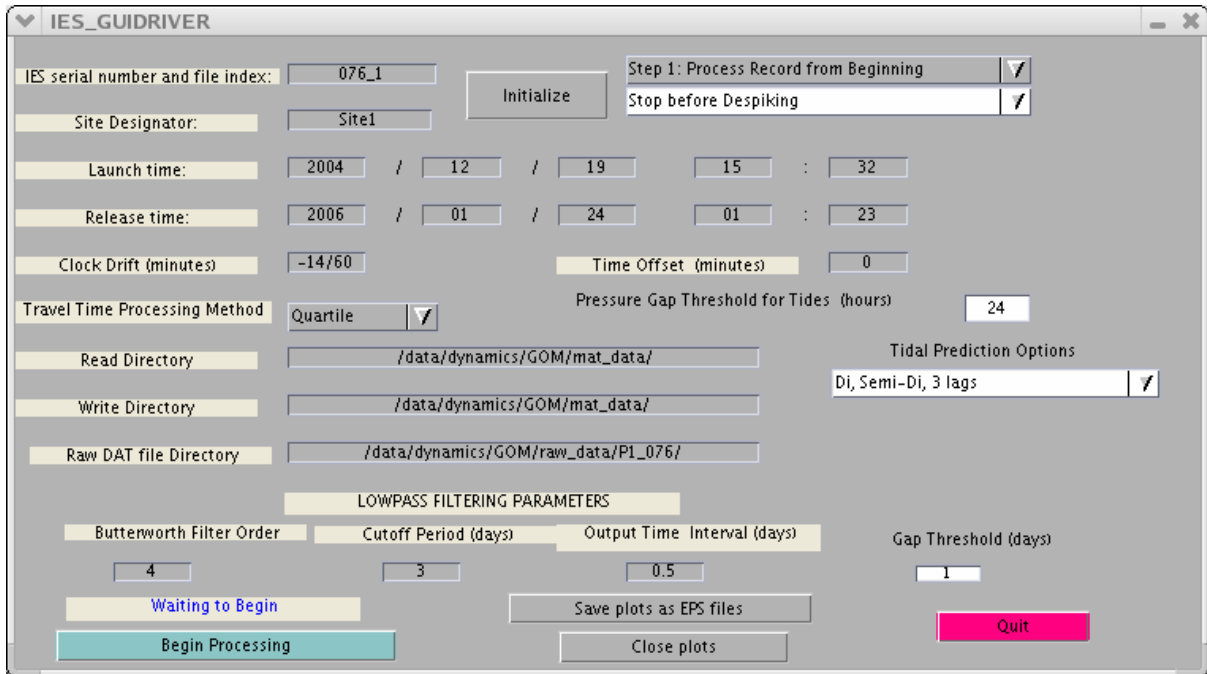 IES_GUIDRIVER
IES serial number and file index: 076_1 Initialize Step 1: Process Record from Beginning
Stop before Despiking
Site Designator: Site1
Launch time: 2004 / 12 / 19 15 : 32
Release time: 2006 / 01 / 24 01 : 23
Clock Drift (minutes) -14/60 Time Offset (minutes) 0
Travel Time Processing Method Quartile Pressure Gap Threshold for Tides (hours) 24
Read Directory /data/dynamics/GOM/mat_data/ Tidal Prediction Options
Di, Semi-Di, 3 lags
Write Directory /data/dynamics/GOM/mat_data/
Raw DAT file Directory /data/dynamics/GOM/raw_data/P1_076/
LOWPASS FILTERING PARAMETERS
Butterworth Filter Order Cutoff Period (days) Output Time Interval (days) Gap Threshold (days)
4 3 0.5 1
Waiting to Begin Save plots as EPS files Quit
Begin Processing Close plots